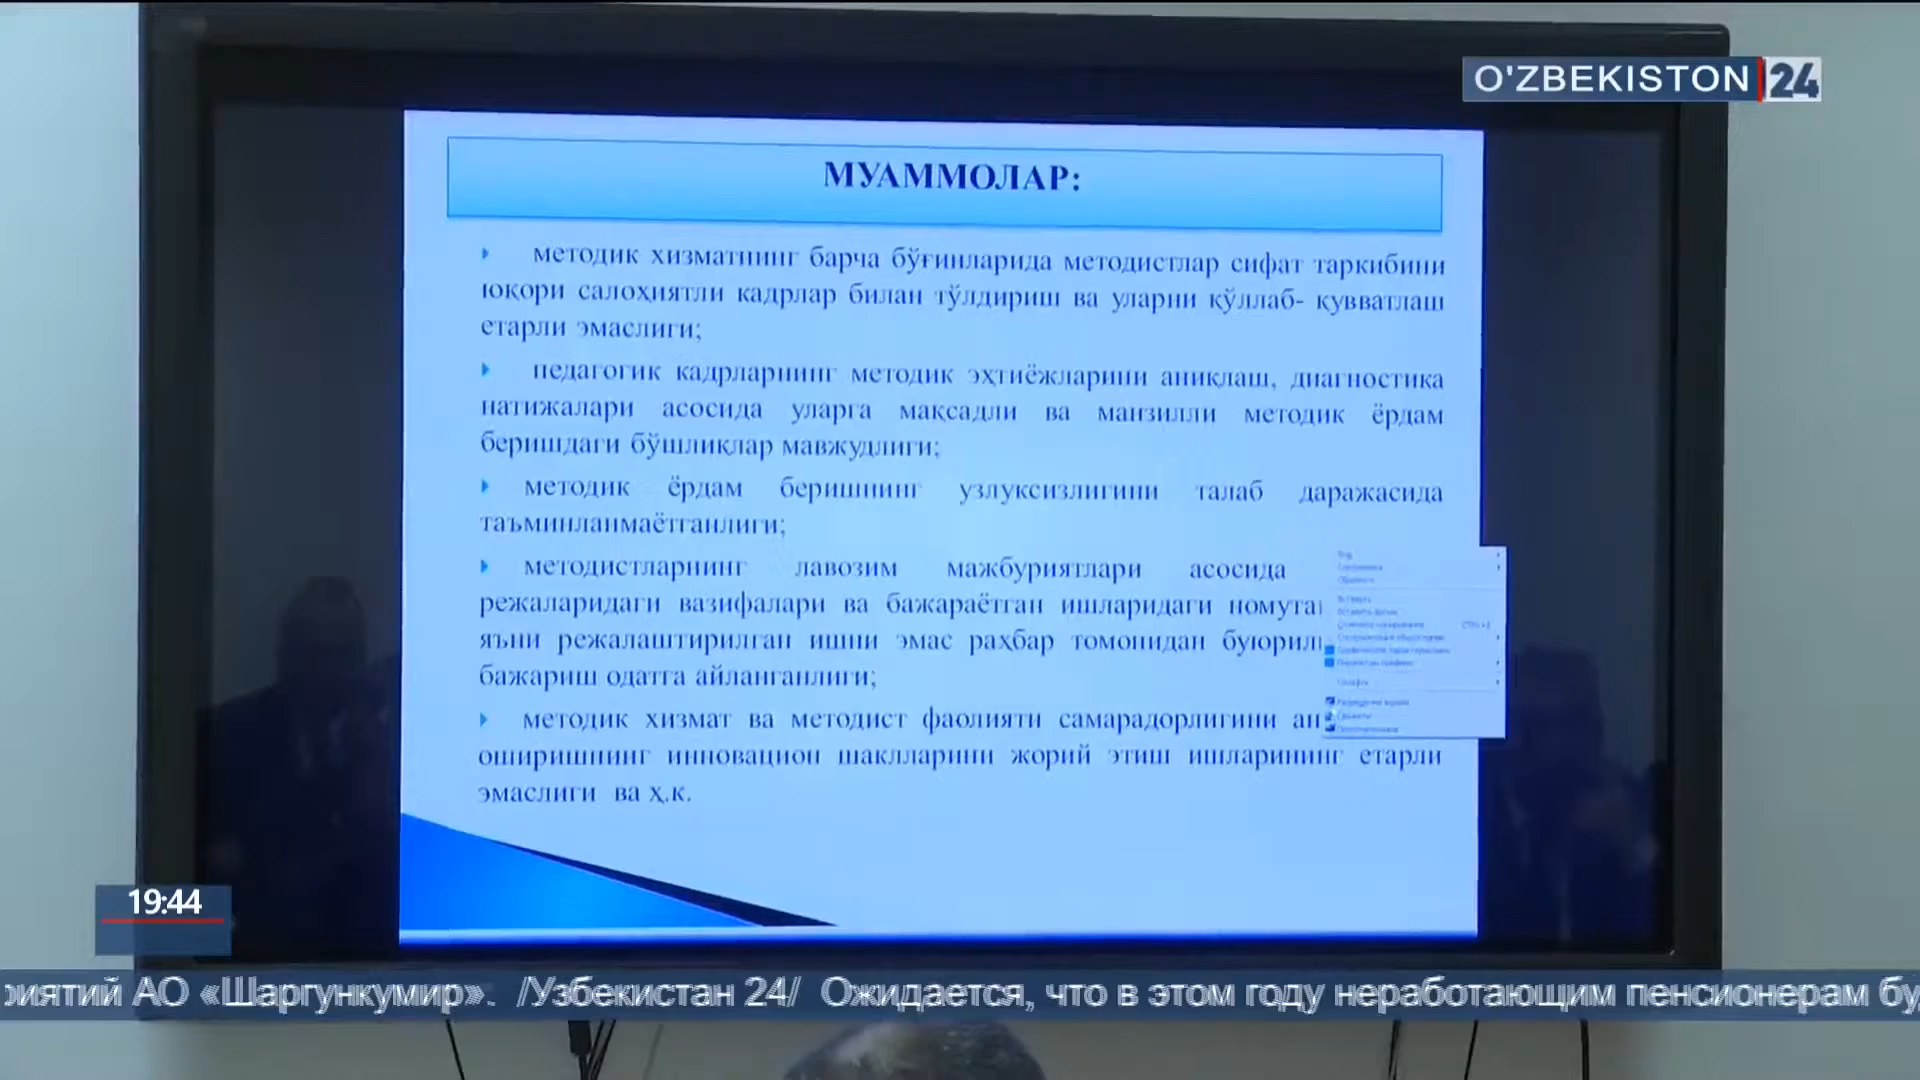 O'ZBEKISTON 24
МУАММОЛАР:
методик хизматнинг барча бўғинларида методистлар сифат таркибини
юқори салоҳиятли кадрлар билан тўлдириш ва уларни қўллаб- қувватлаш
етарли эмаслиги;
педагогик кадрларнинг методик эҳтиёжларини аниқлаш, диагностика
натижалари асосида уларга мақсадли ва манзилли методик ёрдам
беришдаги бўшлиқлар мавжудлиги;
методик ёрдам беришнинг узлуксизлигини талаб даражасида
таъминланмаётганлиги;
методистларнинг лавозим мажбуриятлари асосида
режаларидаги вазифалари ва бажараётган ишларидаги
яъни режалаштирилган ишни эмас раҳбар томонидан
бажариш одатга айланганлиги;
методик хизмат ва методист фаолияти самарадорлигини
оширишнинг инновацион шаклларини жорий этиш ишларининг етарли
эмаслиги ва ҳ.к.
19:44
риятий АО «Шаргункумир». /Узбекистан 24/ Ожидается, что в этом году неработающим пенсионерам бу